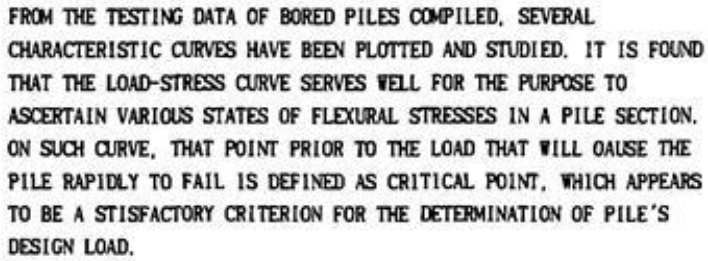 FROM THE TESTING DATA OF BORED PILES COMPILED, SEVERAL
CHARACTERISTIC CURVES HAVE BEEN PLOTTED AND STUDIED. IT IS FOUND
THAT THE LOAD-STRESS CURVE SERVES WELL FOR THE PURPOSE TO
ASCERTAIN VARIOUS STATES OF FLEXURAL STRESSES IN A PILE SECTION.
ON SUCH CURVE, THAT POINT PRIOR TO THE LOAD THAT WILL OAUSE THE
PILE RAPIDLY TO FAIL IS DEFINED AS CRITICAL POINT, WHICH APPEARS
TO BE A STISFACTORY CRITERION FOR THE DETERMINATION OF PILE'S
DESIGN LOAD.